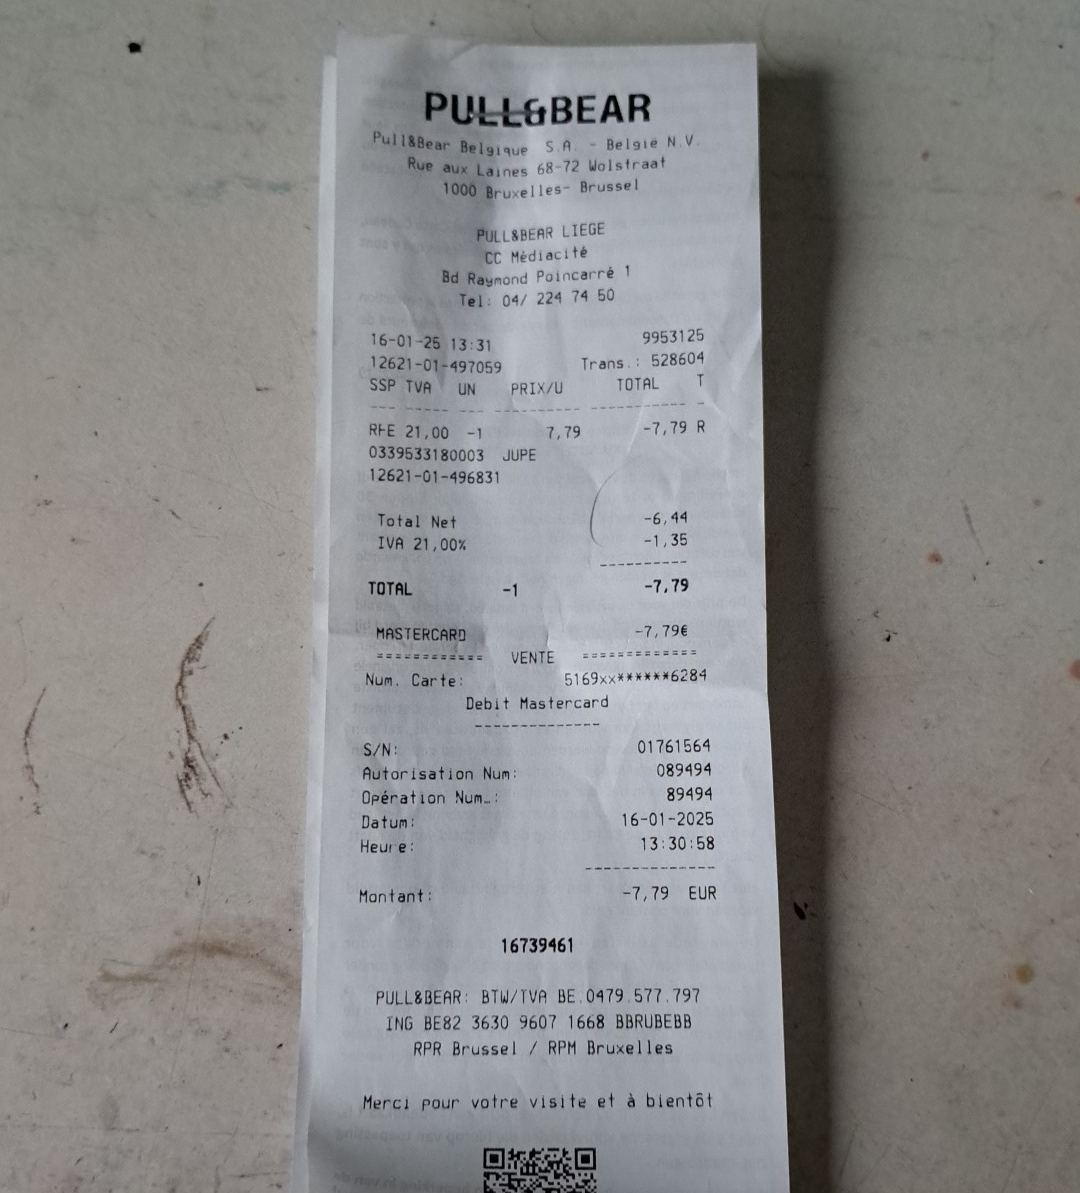 PULL&BEAR
Pull&Bear Belgique S.A. - België N.V.
Rue aux Laines 68-72 Wolstraat
1000 Bruxelles- Brussel
PULL&BEAR LIEGE
CC Médiacité
Bd Raymond Poincarré 1
Tel: 04/ 224 74 50
16-01-25 13:31 9953125
12621-01-497059 Trans.: 528604
SSP TVA UN PRIX/U TOTAL T
--- ------ --- ---------- ----------- -
RFE 21,00 -1 7,79 -7,79 R
0339533180003 JUPE
12621-01-496831
Total Net -6,44
IVA 21,00% -1,35
----------
TOTAL -1 -7,79
MASTERCARD -7,79€
============ VENTE =============
Num. Carte: 5169xx******6284
Debit Mastercard
--------------
S/N: 01761564
Autorisation Num: 089494
Opération Num_: 89494
Datum: 16-01-2025
Heure: 13:30:58
--------------
Montant: -7,79 EUR
16739461
PULL&BEAR: BTW/TVA BE.0479.577.797
ING BE82 3630 9607 1668 BBRUBEBB
RPR Brussel / RPM Bruxelles
Merci pour votre visite et à bientôt